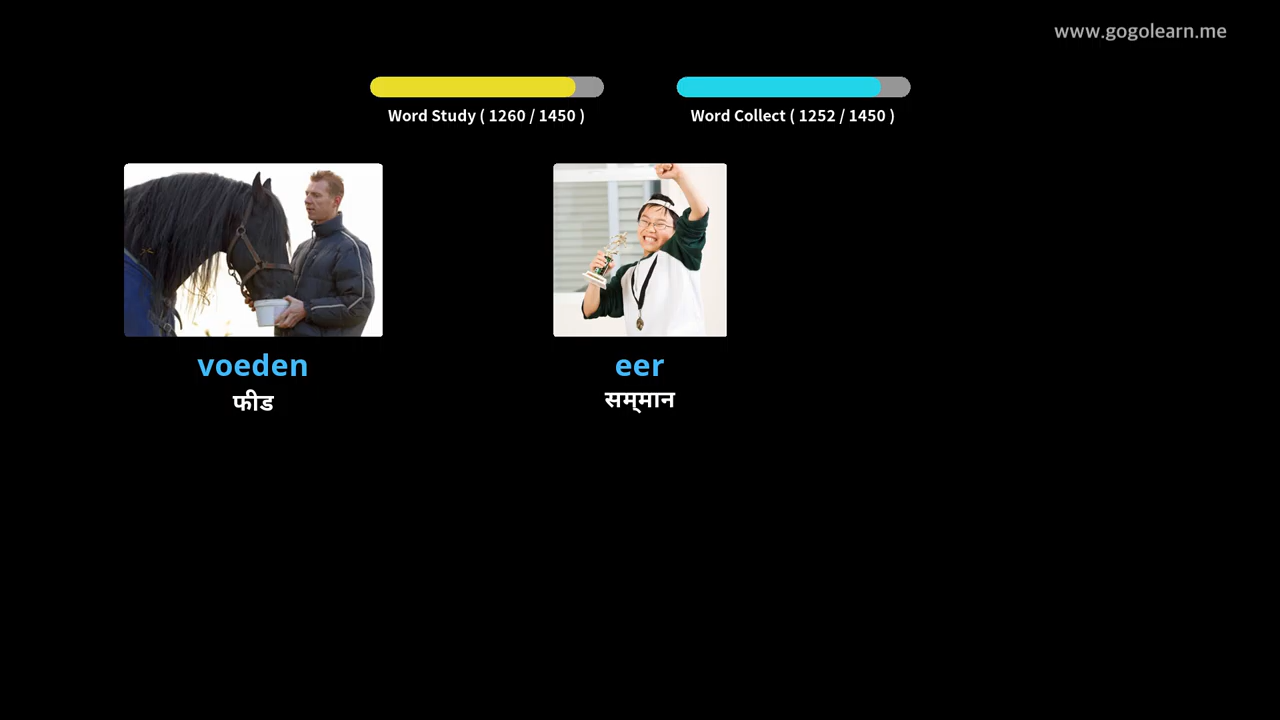 www.gogolearn.me
Word Study ( 1260 / 1450 )
Word Collect ( 1252 / 1450 )
voeden
फीड
eer
सम्मान